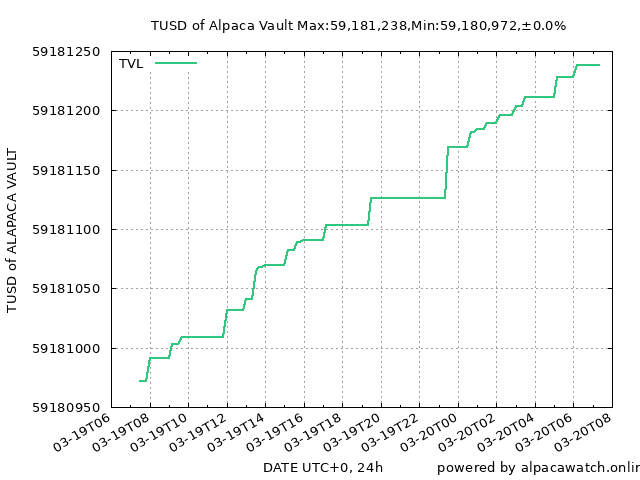 TUSD of Alpaca Vault Max:59,181,238,Min:59,180,972,±0.0%
TVL
TUSD of ALAPACA VAULT
59181250
59181200
59181150
59181100
59181050
59181000
59180950
03-19T06
03-19T08
03-19T10
03-19T12
03-19T14
03-19T16
03-19T18
03-19T20
03-19T22
03-20T00
03-20T02
03-20T04
03-20T06
03-20T08
DATE UTC+0, 24h
powered by alpacawatch.onlin